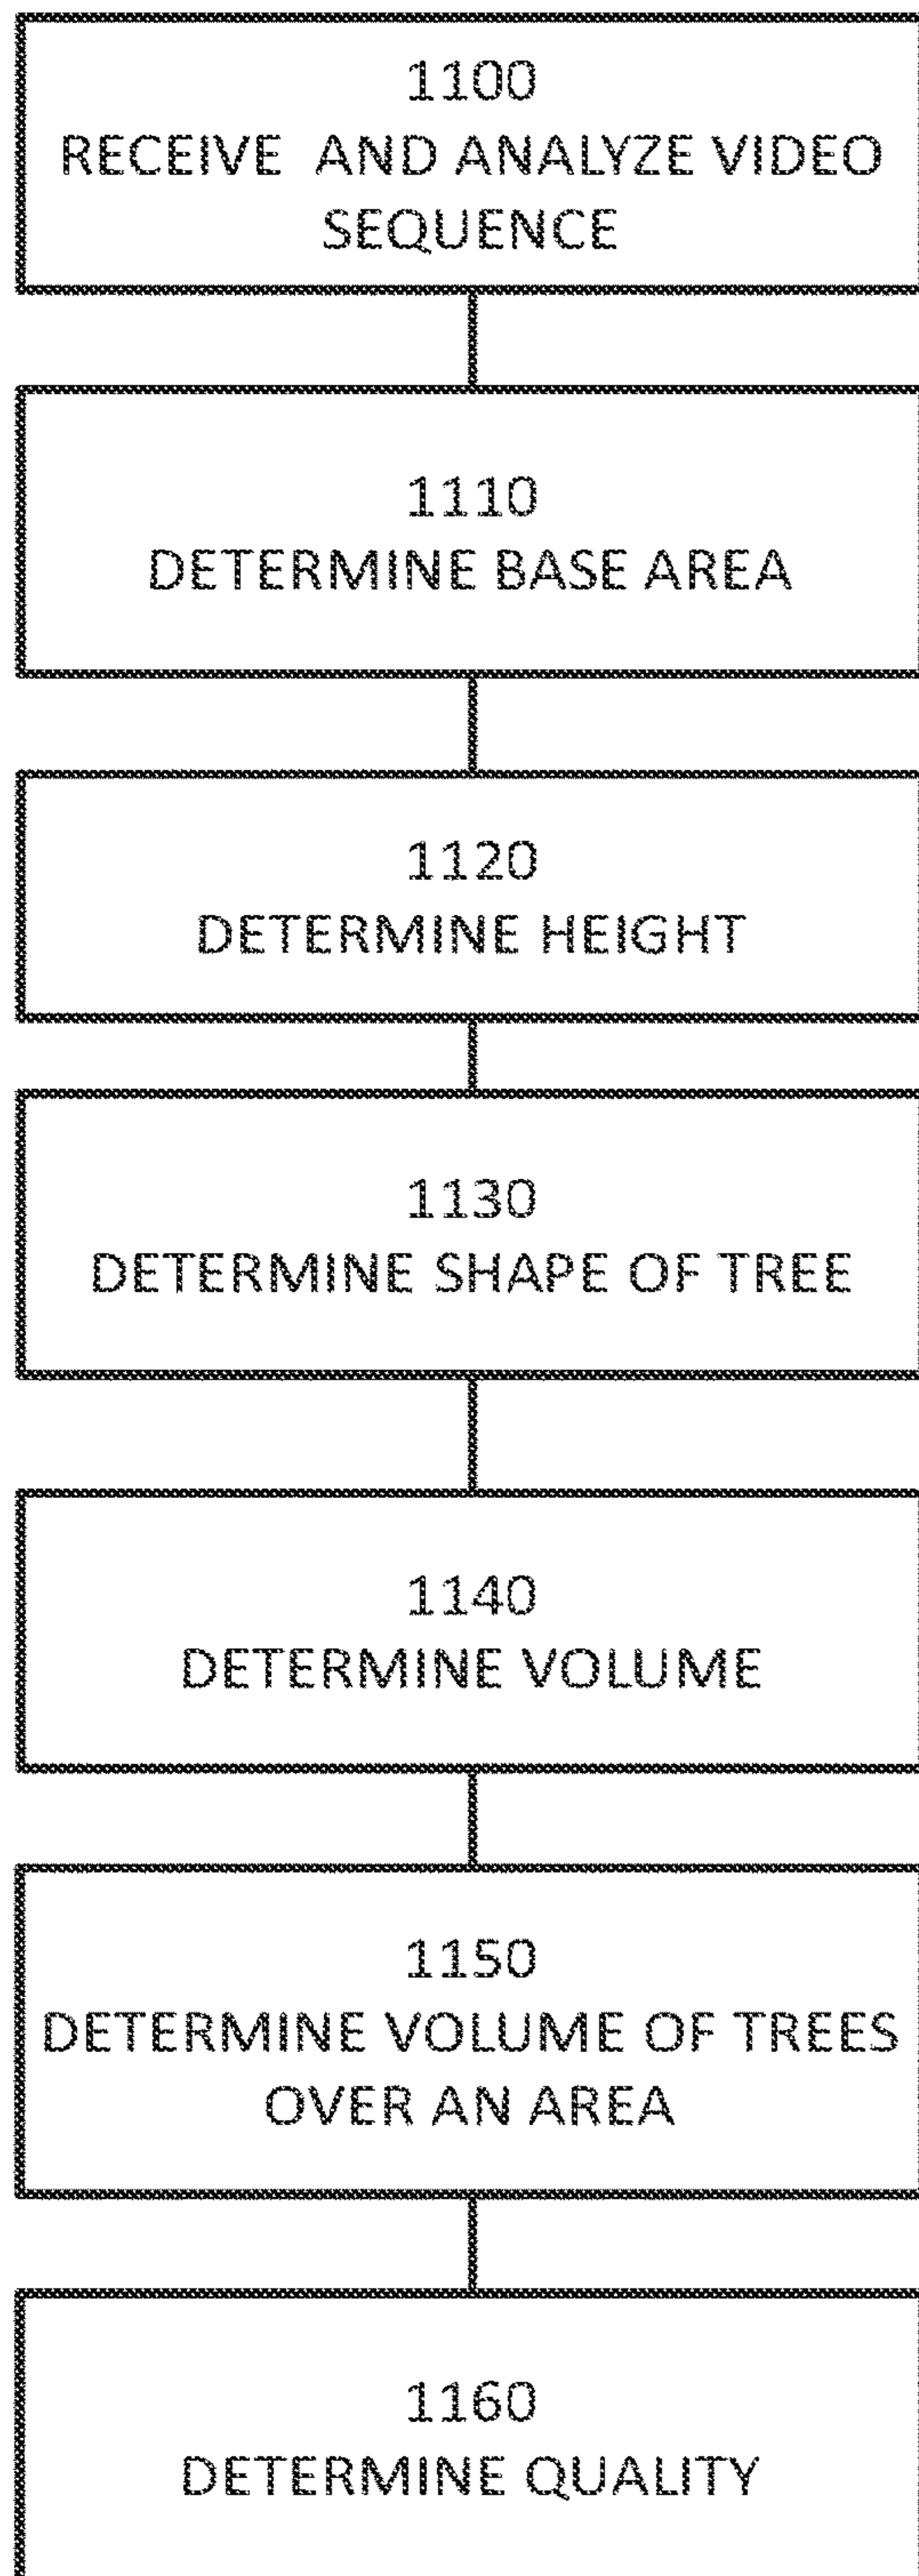 1100
RECEIVE AND ANALYZE VIDEO
SEQUENCE
1110
DETERMINE BASE AREA
1120
DETERMINE HEIGHT
1130
DETERMINE SHAPE OF TREE
1140
DETERMINE VOLUME
1150
DETERMINE VOLUME OF TREES
OVER AN AREA
1160
DETERMINE QUALITY